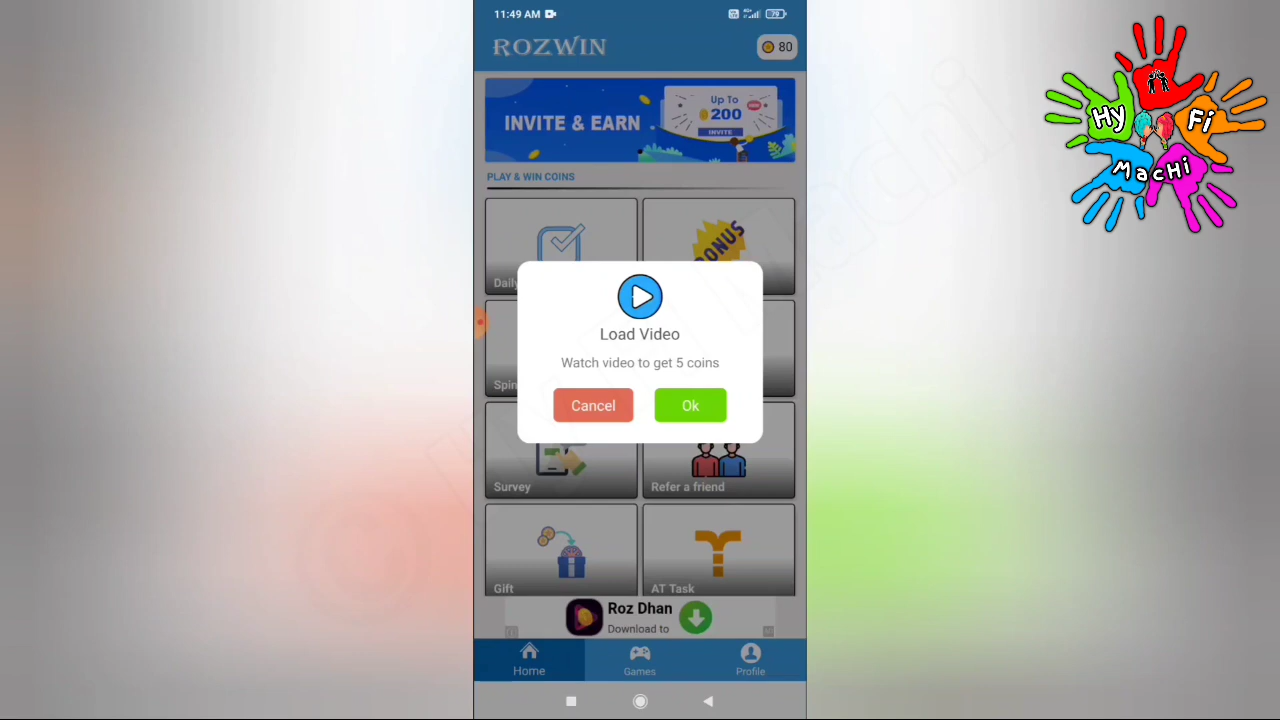 11:49 AM
79
ROZWIN
80
INVITE & EARN
Up To
200
INVITE
PLAY & WIN COINS
Daily
BONUS
Spin
Load Video
Watch video to get 5 coins
Cancel
Ok
Survey
Refer a friend
Gift
AT Task
Roz Dhan
Download to
Home
Games
Profile
Hy
Fi
MacHi